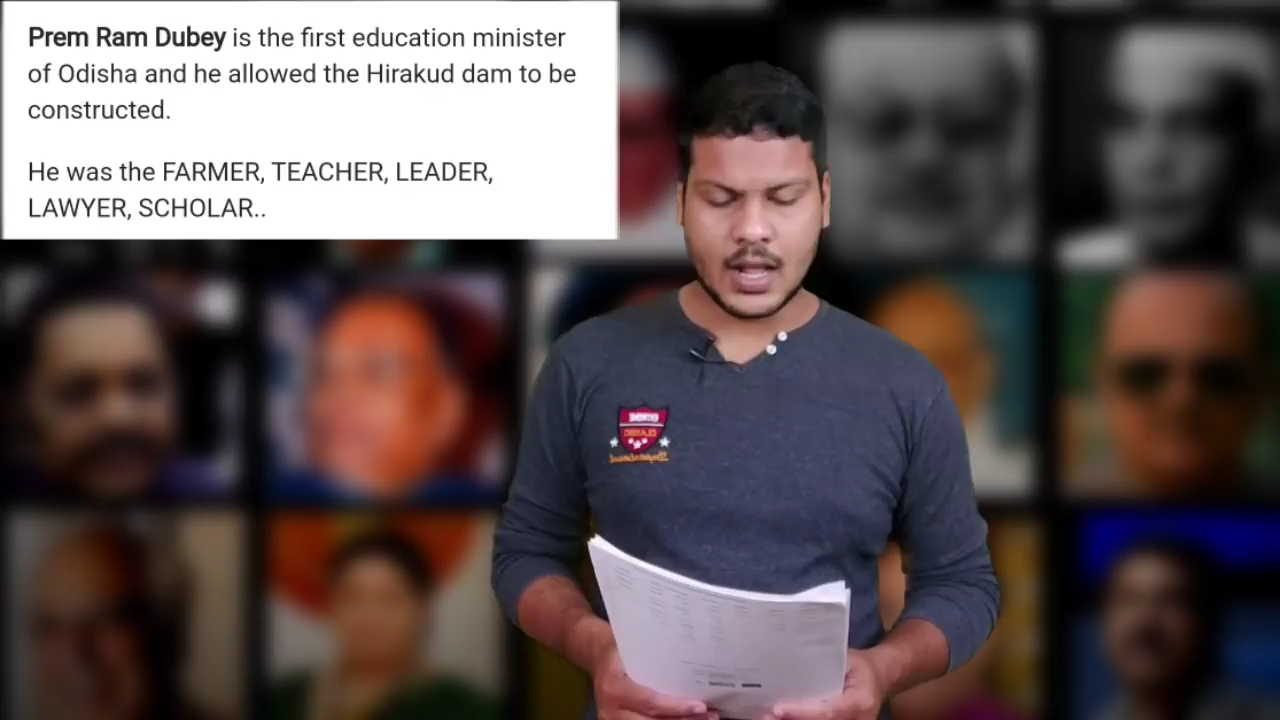 Prem Ram Dubey is the first education minister
of Odisha and he allowed the Hirakud dam to be
constructed.
He was the FARMER, TEACHER, LEADER,
LAWYER, SCHOLAR..